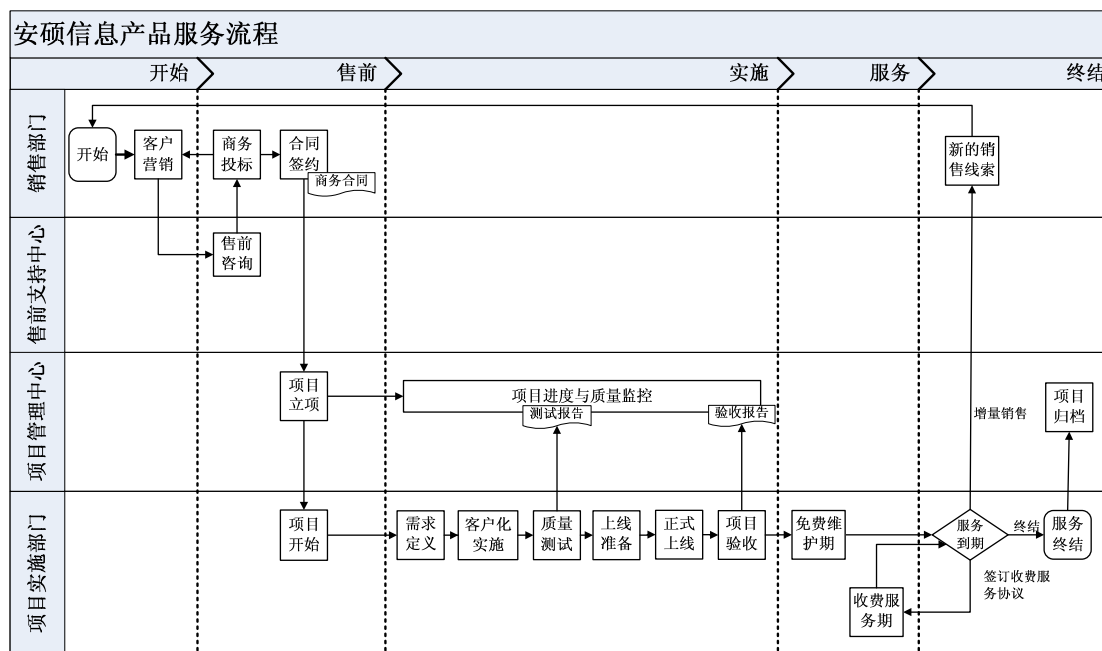 安硕信息产品服务流程
开始
售前
实施
服务
终结
销售部门
开始
客户
营销
商务
投标
合同
签约
商务合同
新的销
售线索
售前支持中心
售前
咨询
项目管理中心
项目
立项
项目进度与质量监控
测试报告
验收报告
增量销售
项目
归档
项目实施部门
项目
开始
需求
定义
客户化
实施
质量
测试
上线
准备
正式
上线
项目
验收
免费维
护期
服务
到期
终结
服务
终结
签订收费服
务协议
收费服
务期